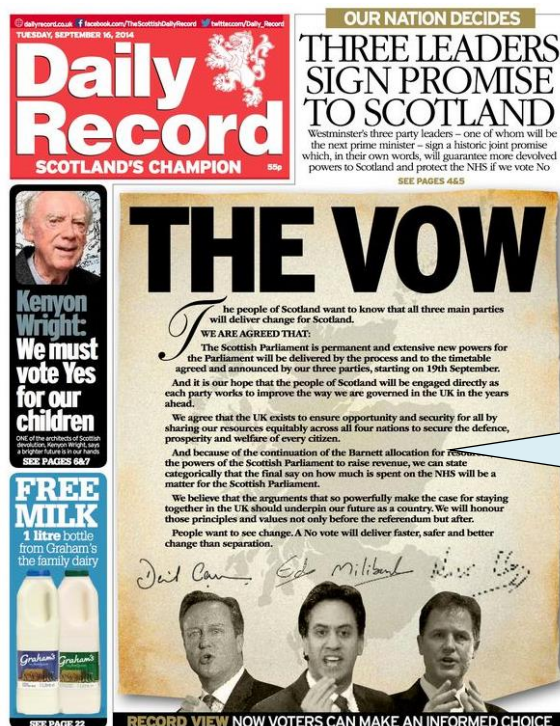 dailyrecord.co.uk facebook.com/TheScottishDailyRecord twitter.com/Daily_Record
TUESDAY, SEPTEMBER 16, 2014
Daily
Record
SCOTLAND'S CHAMPION 55p
OUR NATION DECIDES
THREE LEADERS
SIGN PROMISE
TO SCOTLAND
Westminster's three party leaders – one of whom will be
the next prime minister – sign a historic joint promise
which, in their own words, will guarantee more devolved
powers to Scotland and protect the NHS if we vote No
SEE PAGES 4&5
Kenyon
Wright:
We must
vote Yes
for our
children
ONE of the architects of Scottish
devolution, Kenyon Wright, says
a brighter future is in our hands
SEE PAGES 6&7
FREE
MILK
1 litre bottle
from Graham's
the family dairy
Graham's Graham's
SEE PAGE 22
THE VOW
The people of Scotland want to know that all three main parties
will deliver change for Scotland.
WE ARE AGREED THAT:
The Scottish Parliament is permanent and extensive new powers for
the Parliament will be delivered by the process and to the timetable
agreed and announced by our three parties, starting on 19th September.
And it is our hope that the people of Scotland will be engaged directly as
each party works to improve the way we are governed in the UK in the years
ahead.
We agree that the UK exists to ensure opportunity and security for all by
sharing our resources equitably across all four nations to secure the defence,
prosperity and welfare of every citizen.
And because of the continuation of the Barnett allocation for
the powers of the Scottish Parliament to raise revenue, we can state
categorically that the final say on how much is spent on the NHS will be a
matter for the Scottish Parliament.
We believe that the arguments that so powerfully make the case for staying
together in the UK should underpin our future as a country. We will honour
those principles and values not only before the referendum but after.
People want to see change. A No vote will deliver faster, safer and better
change than separation.
Ed Miliband
RECORD VIEW NOW VOTERS CAN MAKE AN INFORMED CHOICE